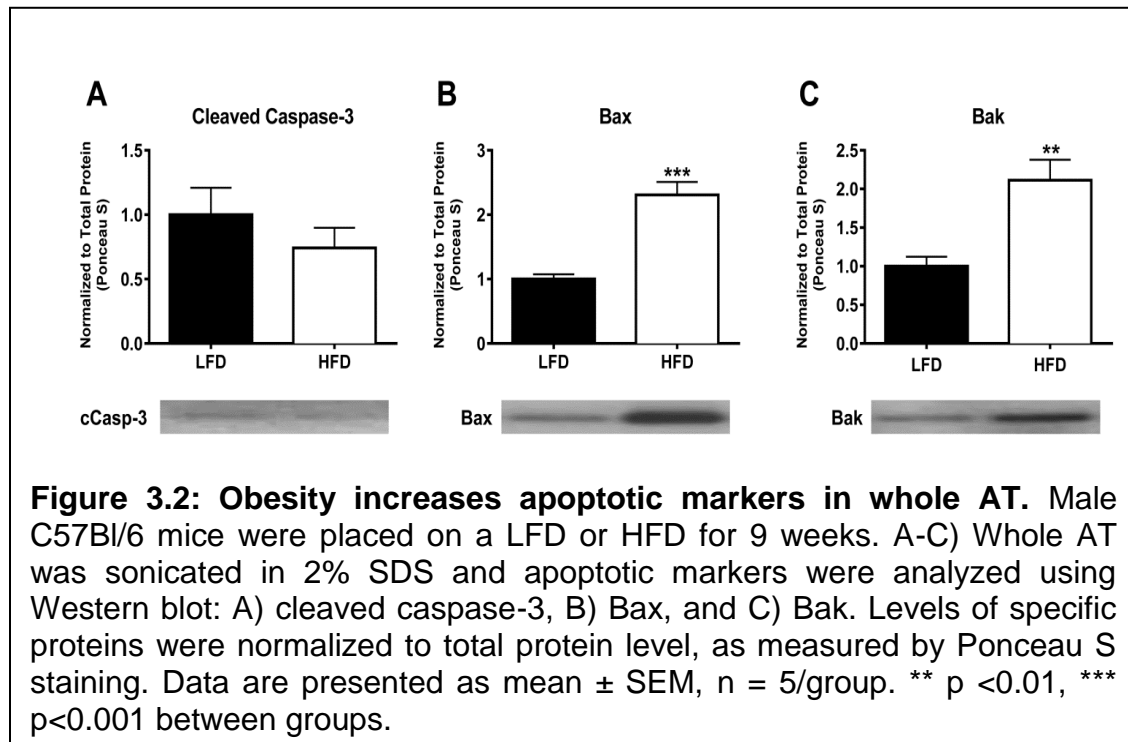 A
B
C
Cleaved Caspase-3
Bax
Bak
Normalized to Total Protein
(Ponceau S)
1.5
1.0
0.5
0.0
LFD HFD
Normalized to Total Protein
(Ponceau S)
3
2
1
0
***
LFD HFD
Normalized to Total Protein
(Ponceau S)
2.5
2.0
1.5
1.0
0.5
0.0
**
LFD HFD
cCasp-3
Bax
Bak
Figure 3.2: Obesity increases apoptotic markers in whole AT. Male
C57Bl/6 mice were placed on a LFD or HFD for 9 weeks. A-C) Whole AT
was sonicated in 2% SDS and apoptotic markers were analyzed using
Western blot: A) cleaved caspase-3, B) Bax, and C) Bak. Levels of specific
proteins were normalized to total protein level, as measured by Ponceau S
staining. Data are presented as mean ± SEM, n = 5/group. ** p <0.01, ***
p<0.001 between groups.